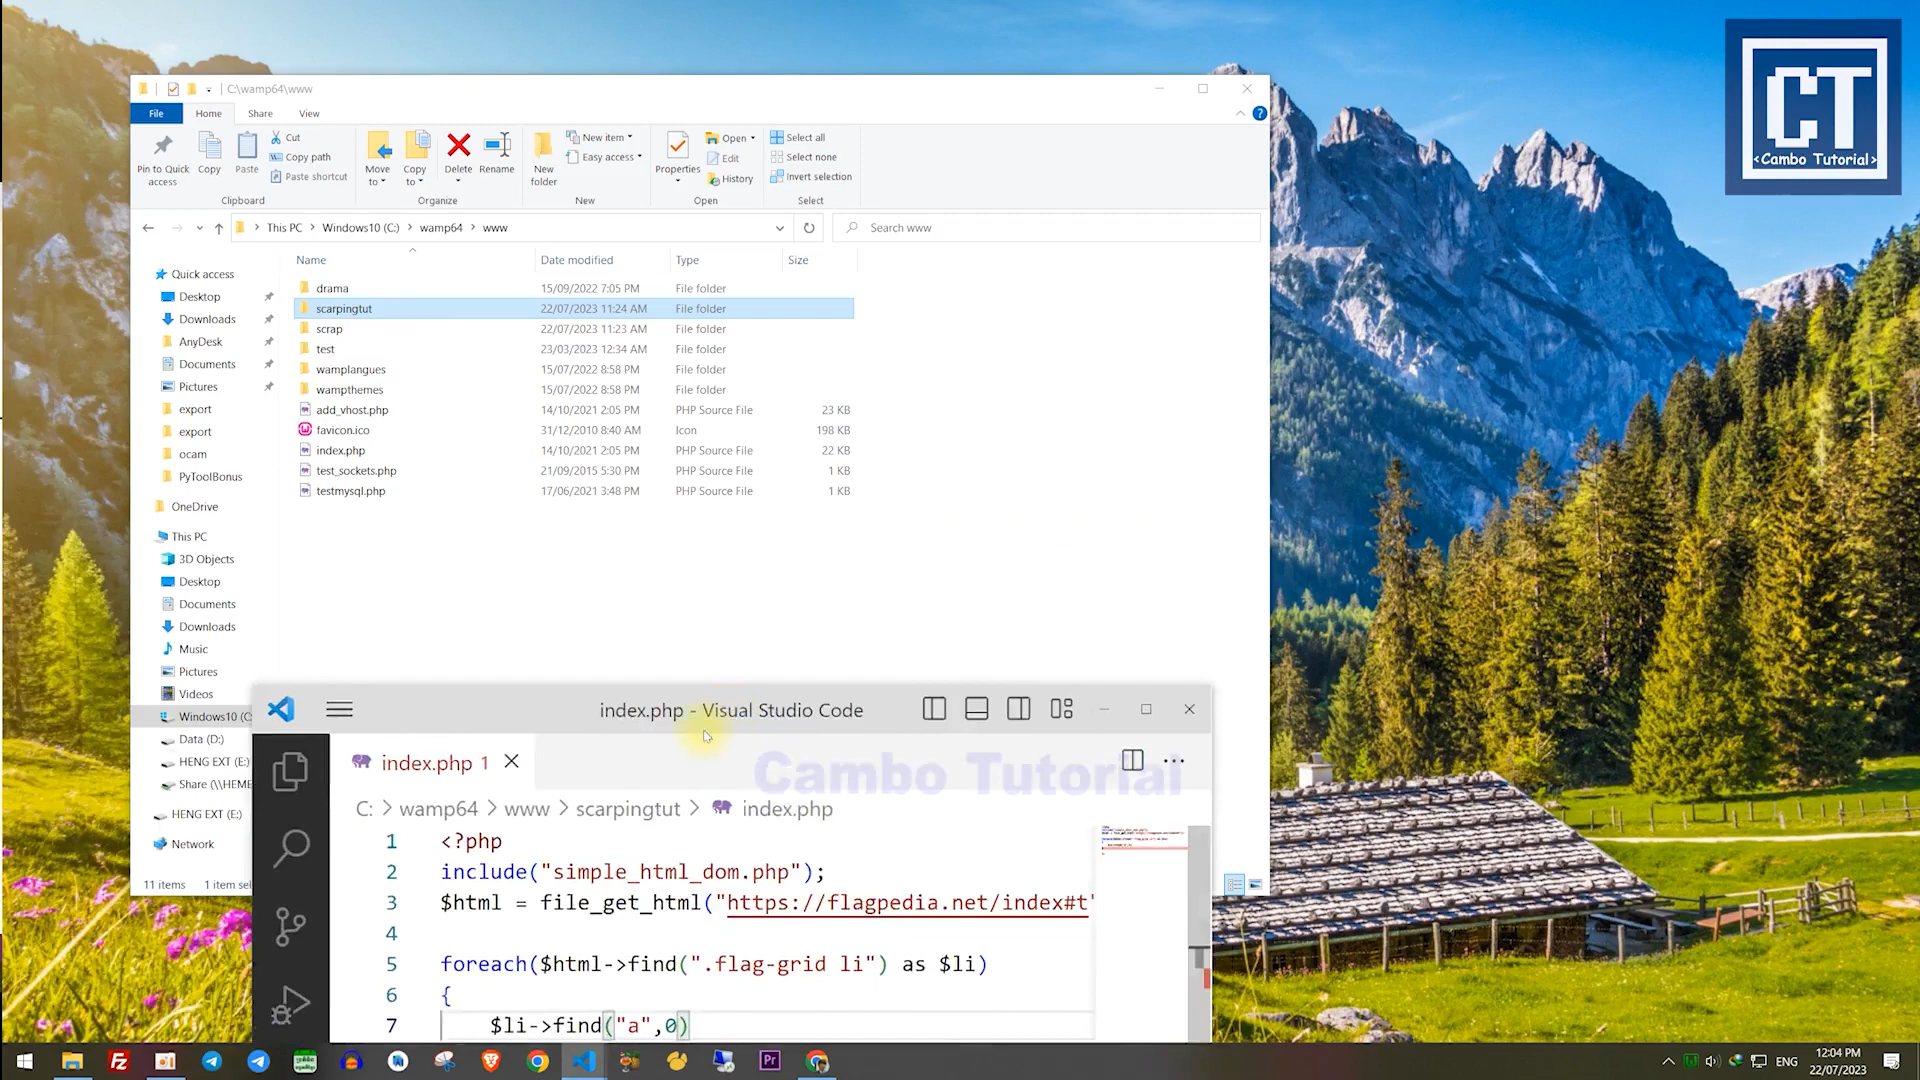 C:\wamp64\www
File Home Share View
Pin to Quick access
Copy
Paste
Cut
Copy path
Paste shortcut
Clipboard
Move to
Copy to
Delete
Rename
Organize
New folder
New item
Easy access
New
Properties
Open
Edit
History
Open
Select all
Select none
Invert selection
Select
This PC Windows10 (C:) wamp64 www
Search www
Name Date modified Type Size
drama 15/09/2022 7:05 PM File folder
scarpingtut 22/07/2023 11:24 AM File folder
scrap 22/07/2023 11:23 AM File folder
test 23/03/2023 12:34 AM File folder
wamplangues 15/07/2022 8:58 PM File folder
wampthemes 15/07/2022 8:58 PM File folder
add_vhost.php 14/10/2021 2:05 PM PHP Source File 23 KB
favicon.ico 31/12/2010 8:40 AM Icon 198 KB
index.php 14/10/2021 2:05 PM PHP Source File 22 KB
test_sockets.php 21/09/2015 5:30 PM PHP Source File 1 KB
testmysql.php 17/06/2021 3:48 PM PHP Source File 1 KB
Quick access
Desktop
Downloads
AnyDesk
Documents
Pictures
export
export
ocam
PyToolBonus
OneDrive
This PC
3D Objects
Desktop
Documents
Downloads
Music
Pictures
Videos
Windows10 (C
Data (D:)
HENG EXT (E:)
Share (\\HEME
HENG EXT (E:)
Network
11 items 1 item sel
index.php - Visual Studio Code
index.php 1
Cambo Tutorial
C: > wamp64 > www > scarpingtut > index.php
1 <?php
2 include("simple_html_dom.php");
3 $html = file_get_html("https://flagpedia.net/index#t"
4
5 foreach($html->find(".flag-grid li") as $li)
6 {
7 $li->find("a",0)
CT
<Cambo Tutorial>
Pr
ENG
12:04 PM
22/07/2023